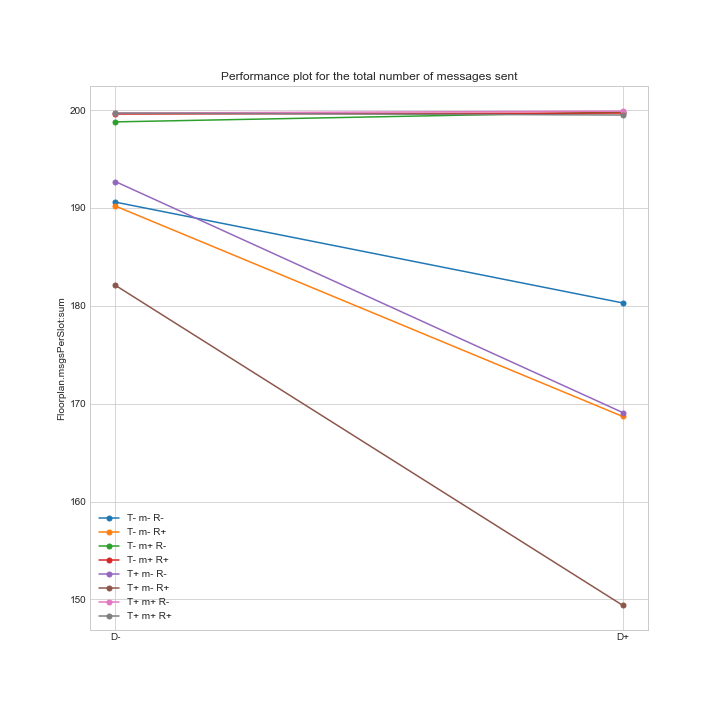 Performance plot for the total number of messages sent
Floorplan.msgsPerSlot:sum
200
190
180
170
160
150
T- m- R-
T- m- R+
T- m+ R-
T- m+ R+
T+ m- R-
T+ m- R+
T+ m+ R-
T+ m+ R+
D-
D+